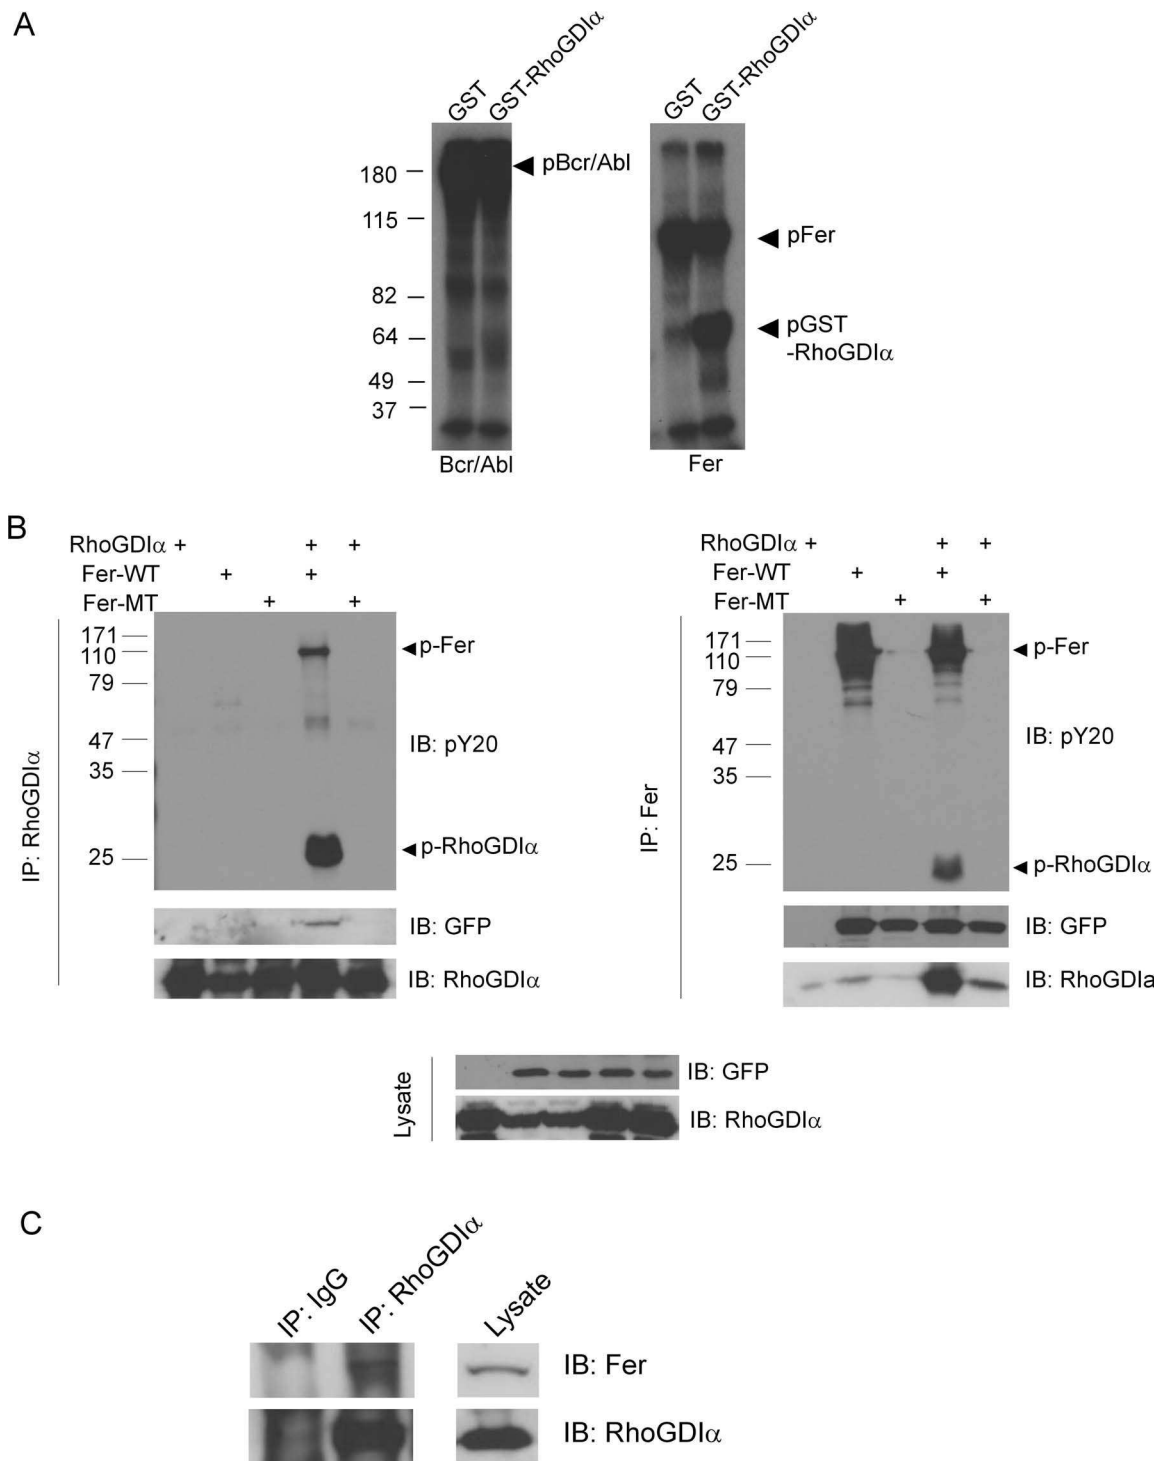 A
GST
GST-RhoGDIα
GST
GST-RhoGDIα
180
115
82
64
49
37
pBcr/Abl
pFer
pGST
-RhoGDIα
Bcr/Abl
Fer
B
RhoGDIα + + +
Fer-WT + +
Fer-MT + +
171
110
79
47
35
25
p-Fer
IB: pY20
p-RhoGDIα
IP: RhoGDIα
IB: GFP
IB: RhoGDIα
RhoGDIα + + +
Fer-WT + +
Fer-MT + +
171
110
79
47
35
25
p-Fer
IB: pY20
p-RhoGDIα
IP: Fer
IB: GFP
IB: RhoGDIa
Lysate
IB: GFP
IB: RhoGDIα
C
IP: IgG
IP: RhoGDIα
Lysate
IB: Fer
IB: RhoGDIα